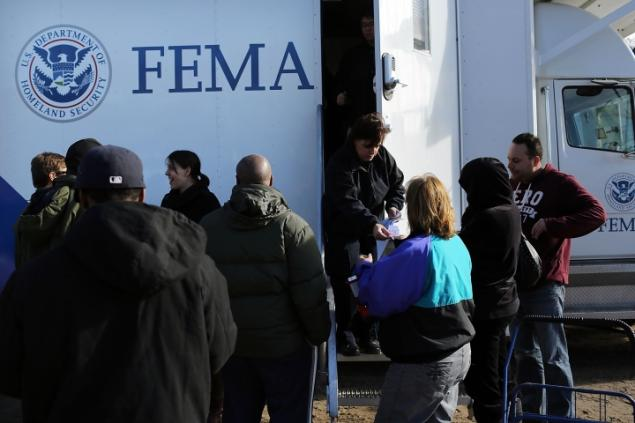 U.S. DEPARTMENT OF
HOMELAND SECURITY
FEMA
FEMA